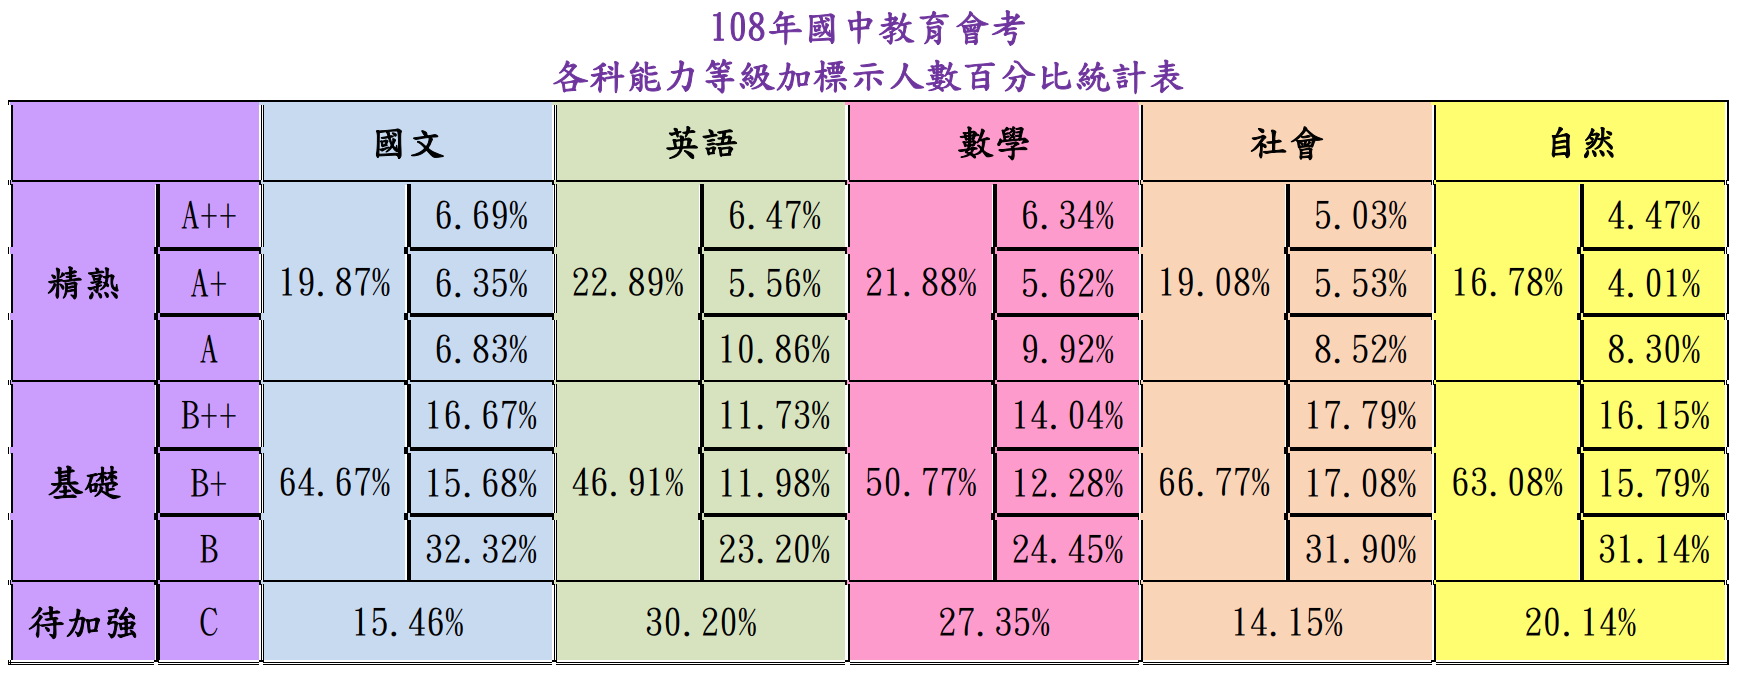 108年國中教育會考
各科能力等級加標示人數百分比統計表
國文 英語 數學 社會 自然
精熟 A++ 19.87% 6.69% 22.89% 6.47% 21.88% 6.34% 19.08% 5.03% 16.78% 4.47%
A+ 6.35% 5.56% 5.62% 5.53% 4.01%
A 6.83% 10.86% 9.92% 8.52% 8.30%
基礎 B++ 64.67% 16.67% 46.91% 11.73% 50.77% 14.04% 66.77% 17.79% 63.08% 16.15%
B+ 15.68% 11.98% 12.28% 17.08% 15.79%
B 32.32% 23.20% 24.45% 31.90% 31.14%
待加強 C 15.46% 30.20% 27.35% 14.15% 20.14%